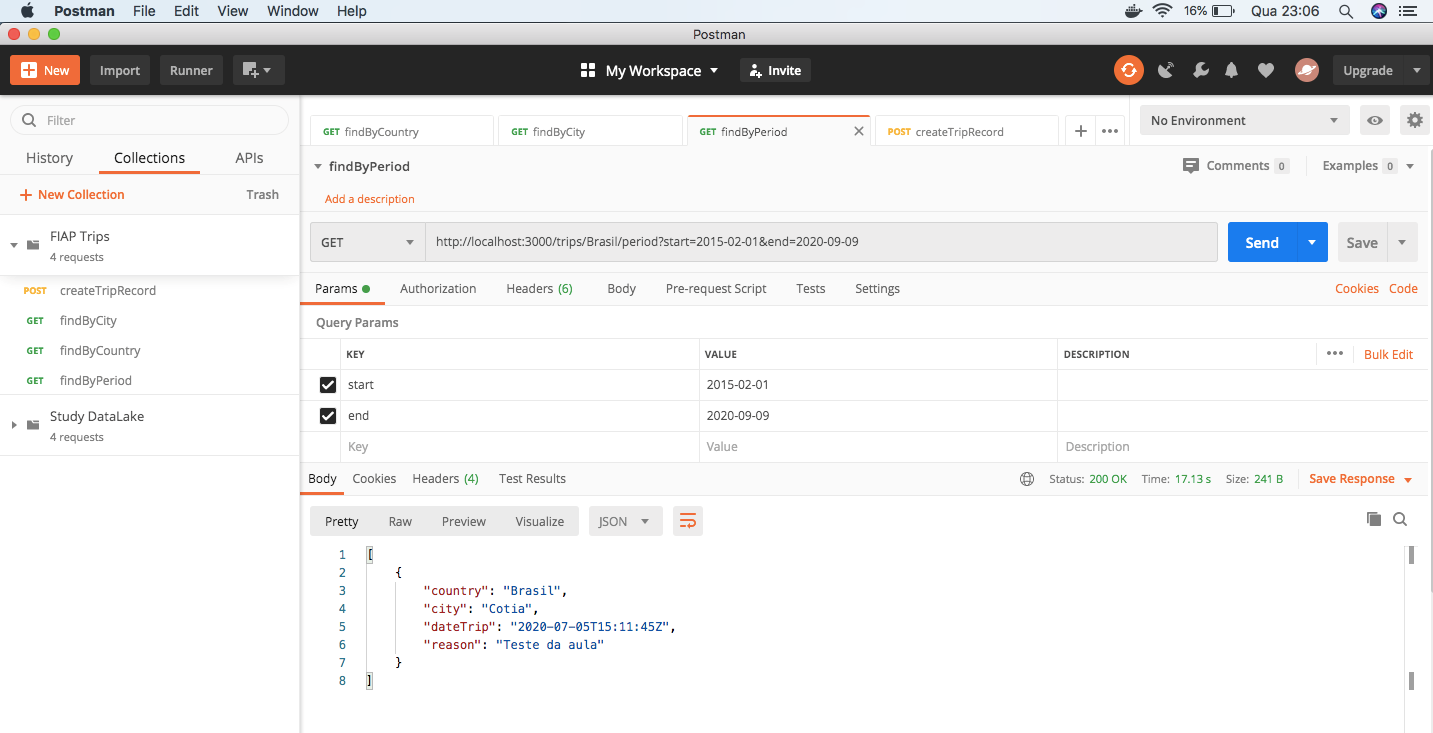 Postman File Edit View Window Help 16% Qua 23:06
Postman
New Import Runner My Workspace Invite Upgrade
Filter
History Collections APIs
New Collection Trash
FIAP Trips
4 requests
POST createTripRecord
GET findByCity
GET findByCountry
GET findByPeriod
Study DataLake
4 requests
GET findByCountry GET findByCity GET findByPeriod POST createTripRecord No Environment
findByPeriod Comments 0 Examples 0
Add a description
GET http://localhost:3000/trips/Brasil/period?start=2015-02-01&end=2020-09-09 Send Save
Params Authorization Headers (6) Body Pre-request Script Tests Settings Cookies Code
Query Params
KEY VALUE DESCRIPTION Bulk Edit
start 2015-02-01
end 2020-09-09
Key Value Description
Body Cookies Headers (4) Test Results Status: 200 OK Time: 17.13 s Size: 241 B Save Response
Pretty Raw Preview Visualize JSON
1 [
2 {
3 "country": "Brasil",
4 "city": "Cotia",
5 "dateTrip": "2020-07-05T15:11:45Z",
6 "reason": "Teste da aula"
7 }
8 ]